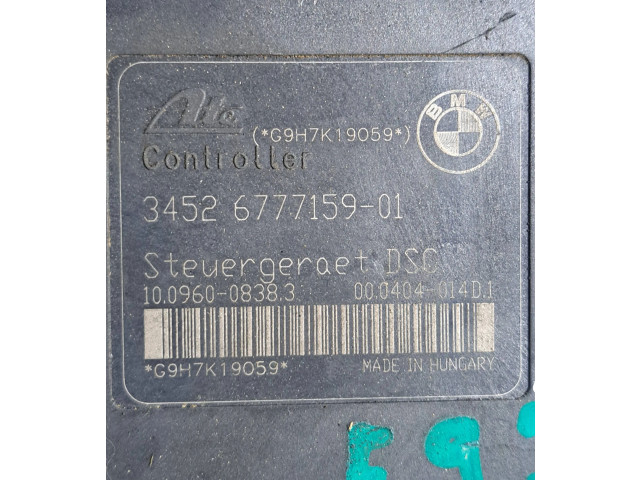 Ate (*G9H7K19059*) BMW
Controller
3452 6777159-01
Steuergeraet DSC
10.0960-0838.3 00.0404-014D.1
*G9H7K19059* MADE IN HUNGARY